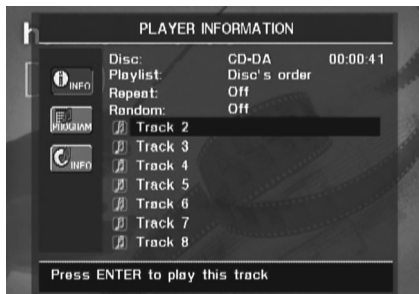 PLAYER INFORMATION
Disc: CD-DA 00:00:41
Playlist: Disc's order
Repeat: Off
Random: Off
INFO
PROGRAM
INFO
Track 2
Track 3
Track 4
Track 5
Track 6
Track 7
Track 8
Press ENTER to play this track